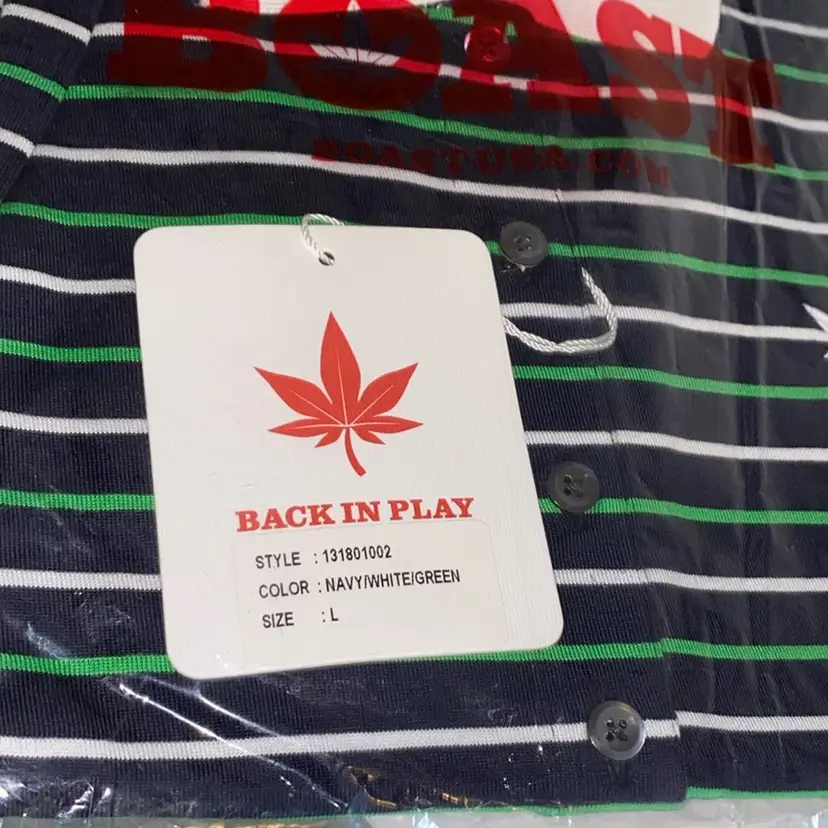 BOAST
BOASTUSA.COM
BACK IN PLAY
STYLE : 131801002
COLOR : NAVY/WHITE/GREEN
SIZE : L